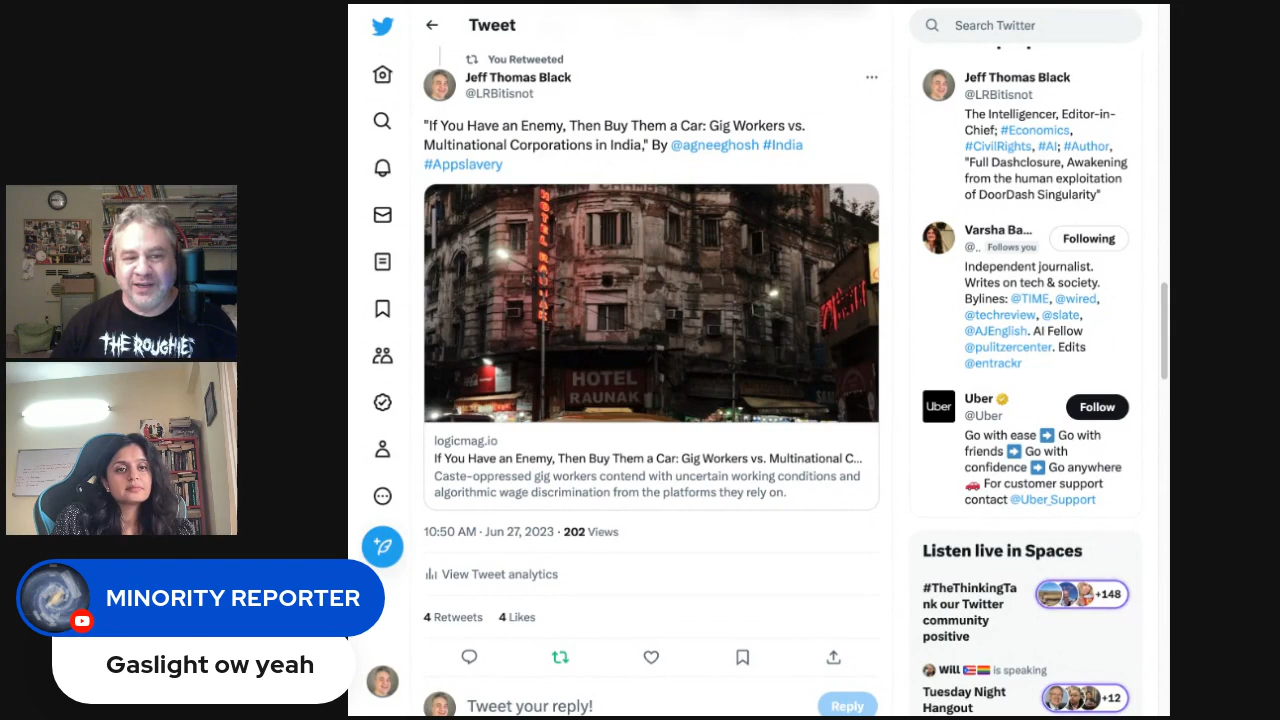 Tweet
You Retweeted
Jeff Thomas Black
@LRBitisnot
"If You Have an Enemy, Then Buy Them a Car: Gig Workers vs.
Multinational Corporations in India," By @agneeghosh #India
#Appslavery
HOTEL RAUNAK
HOTEL
RAUNAK
logicmag.io
If You Have an Enemy, Then Buy Them a Car: Gig Workers vs. Multinational C...
Caste-oppressed gig workers contend with uncertain working conditions and
algorithmic wage discrimination from the platforms they rely on.
10:50 AM · Jun 27, 2023 · 202 Views
View Tweet analytics
4 Retweets 4 Likes
Tweet your reply!
Reply
Search Twitter
Jeff Thomas Black
@LRBitisnot
The Intelligencer, Editor-in-
Chief; #Economics,
#CivilRights, #AI; #Author,
"Full Dashclosure, Awakening
from the human exploitation
of DoorDash Singularity"
Varsha Ba...
@.. Follows you
Following
Independent journalist.
Writes on tech & society.
Bylines: @TIME, @wired,
@techreview, @slate,
@AJEnglish. AI Fellow
@pulitzercenter. Edits
@entrackr
Uber
Uber
@Uber
Follow
Go with ease ➡️ Go with
friends ➡️ Go with
confidence ➡️ Go anywhere
🚗 For customer support
contact @Uber_Support
Listen live in Spaces
#TheThinkingTa
nk our Twitter
community
positive
+148
Will 🇵🇷🏳️‍🌈 is speaking
Tuesday Night
Hangout
+12
THE ROUGHIES
MINORITY REPORTER
Gaslight ow yeah